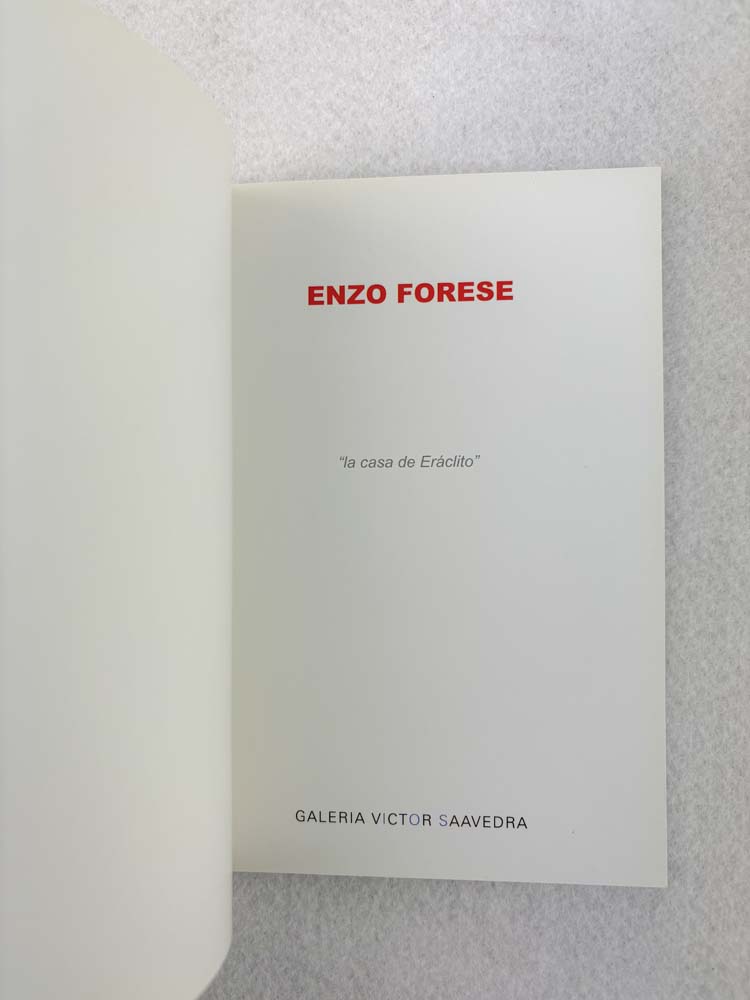 ENZO FORESE
“la casa de Eráclito”
GALERIA VICTOR SAAVEDRA